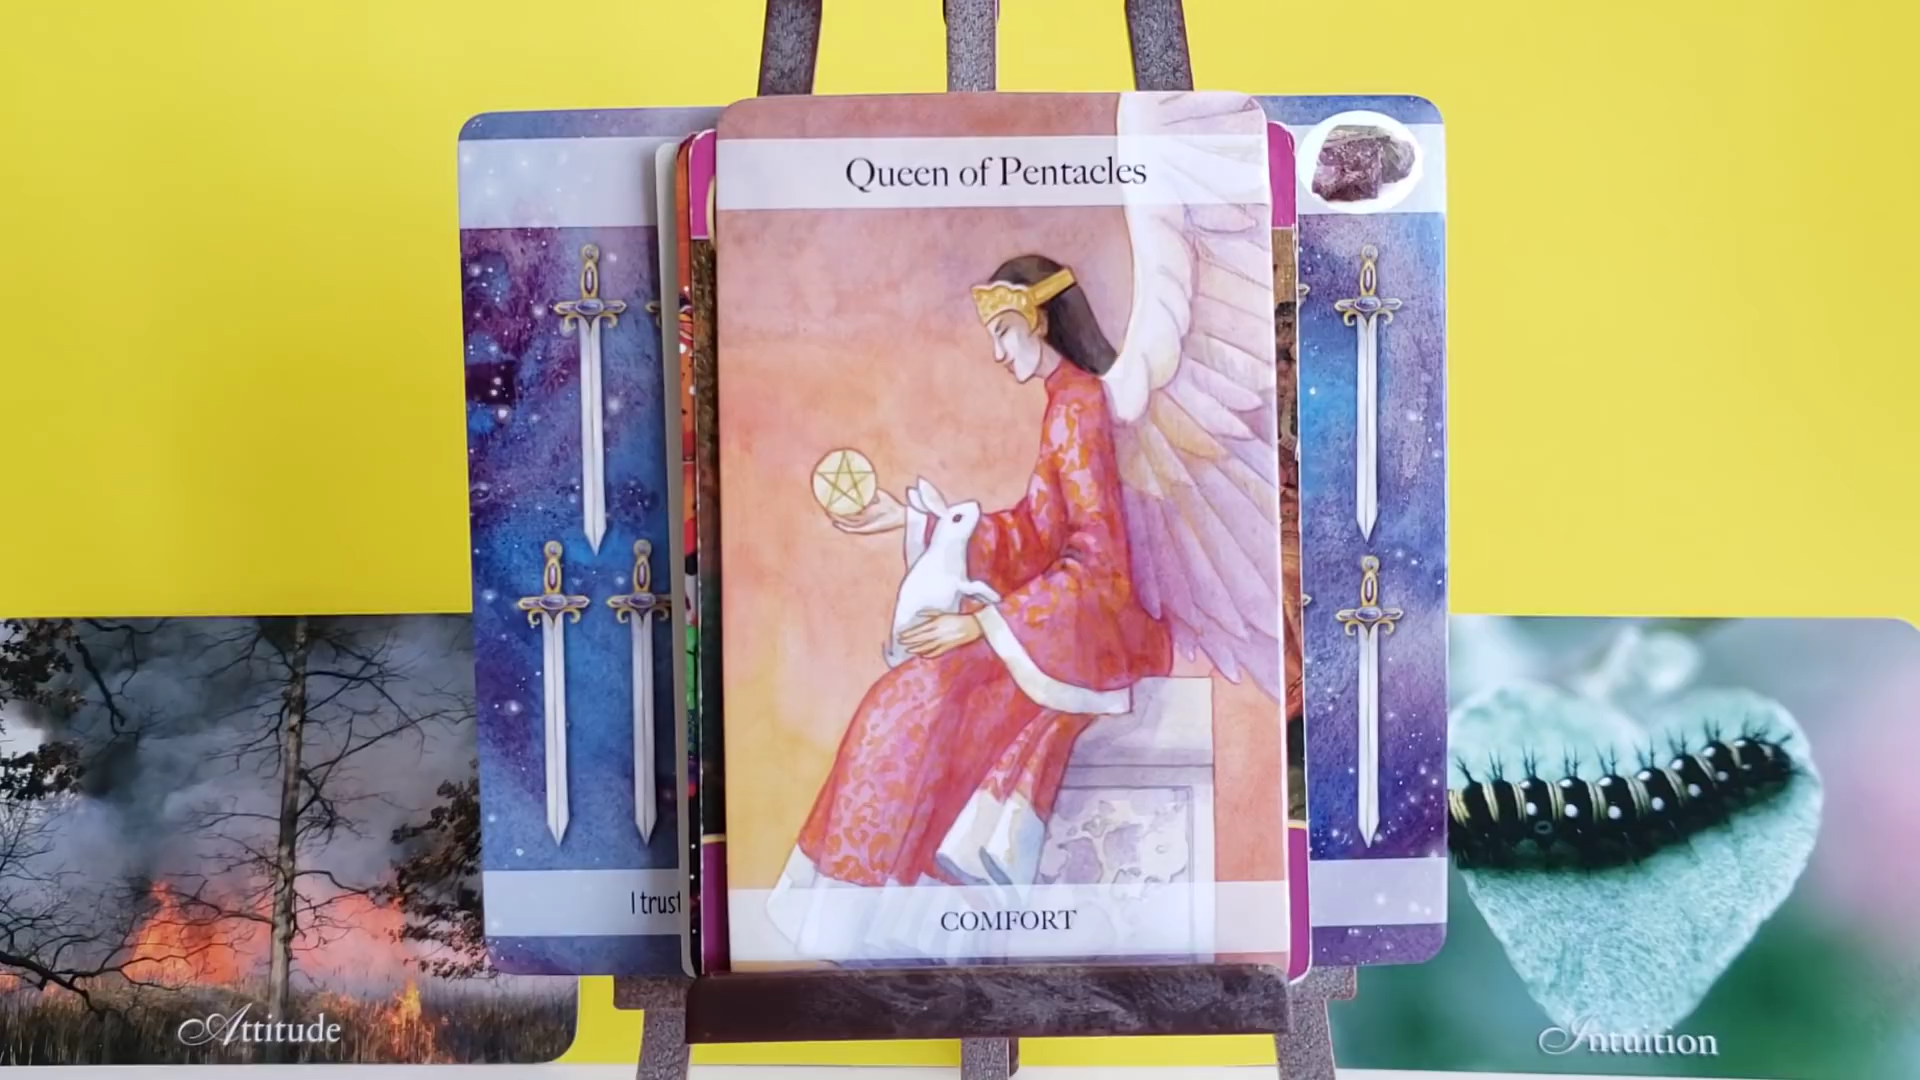 Queen of Pentacles
I trust
COMFORT
Attitude
Intuition